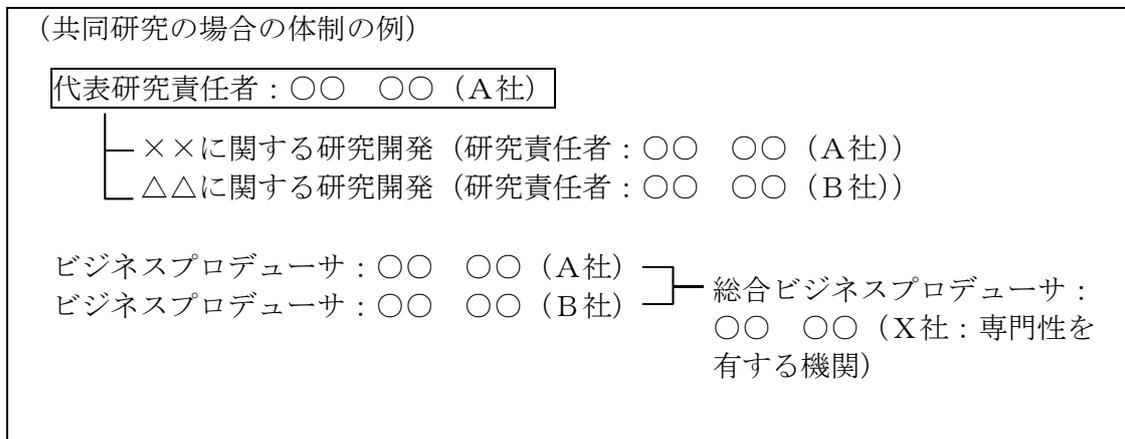 （共同研究の場合の体制の例）
代表研究責任者：○○　○○（Ａ社）
××に関する研究開発（研究責任者：○○　○○（Ａ社））
△△に関する研究開発（研究責任者：○○　○○（Ｂ社））
ビジネスプロデューサ：○○　○○（Ａ社）
ビジネスプロデューサ：○○　○○（Ｂ社）
総合ビジネスプロデューサ：
○○　○○（Ｘ社：専門性を
有する機関）